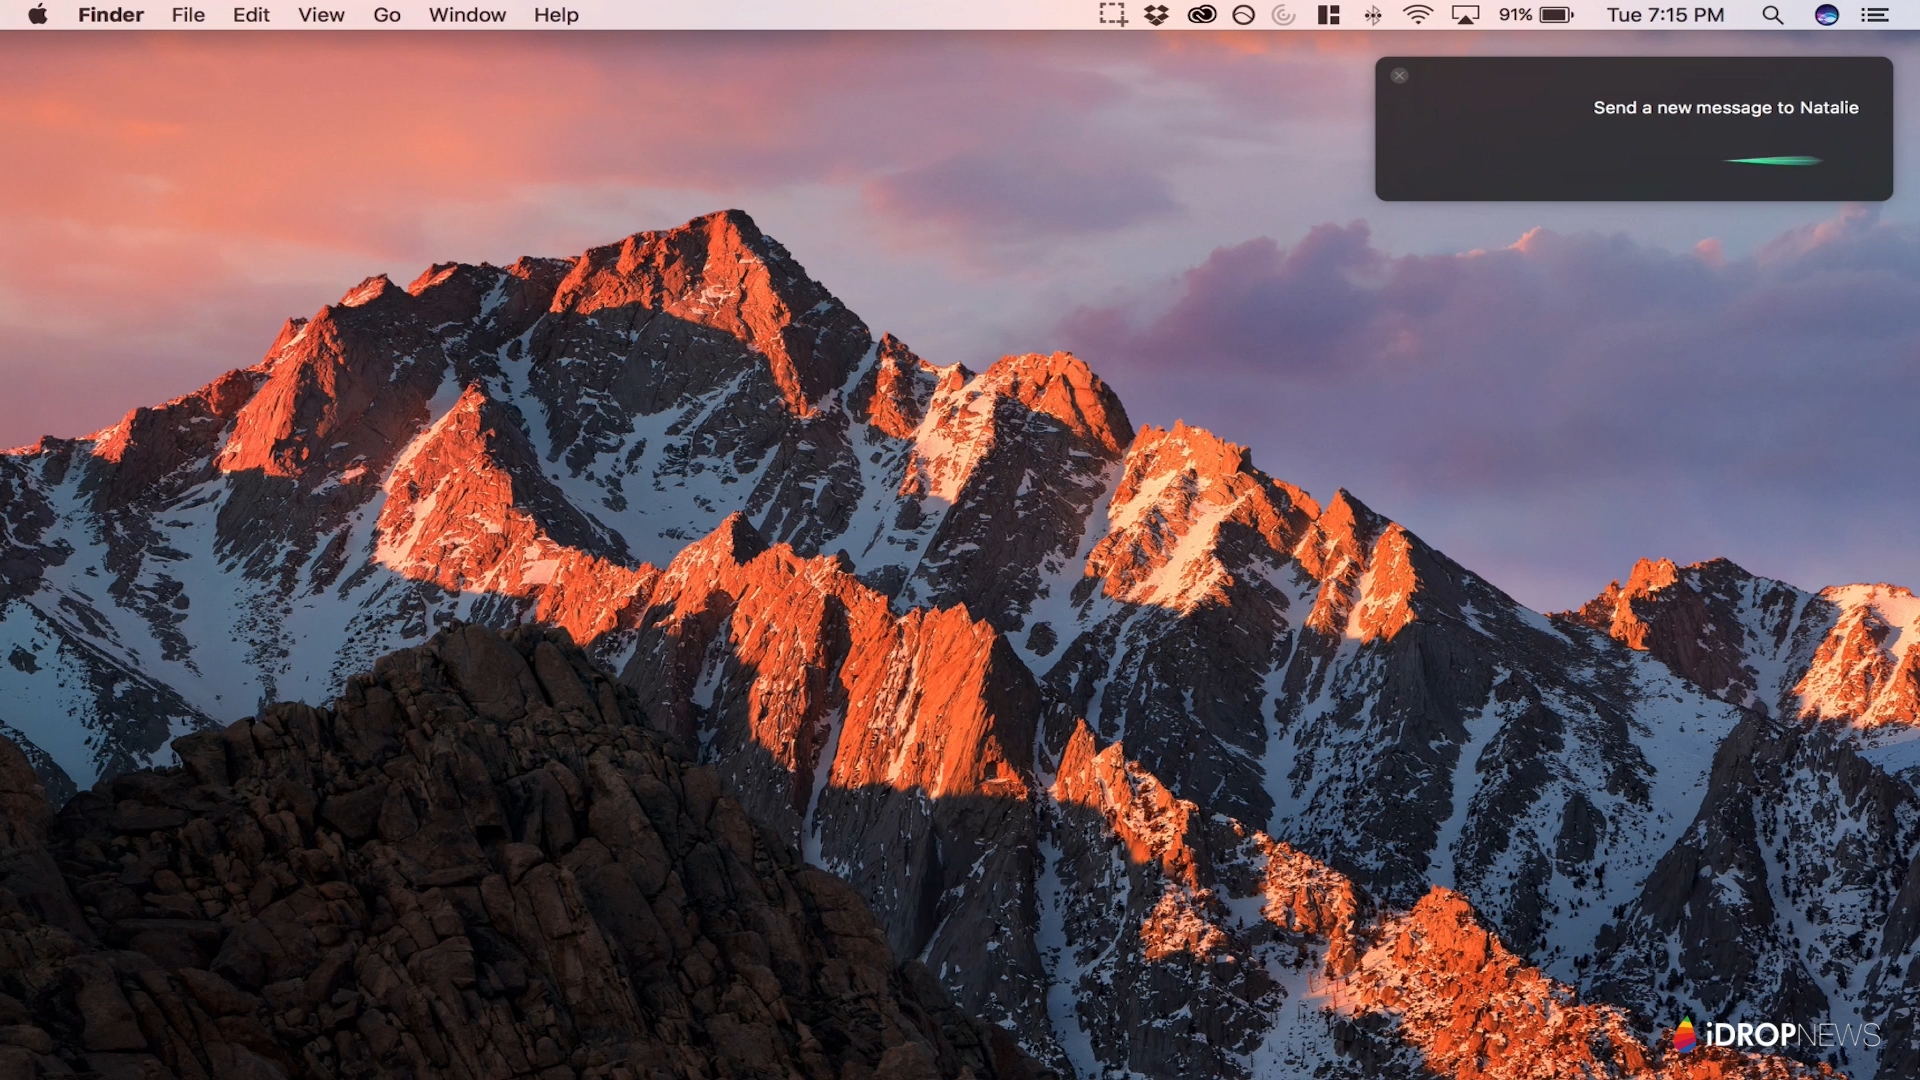 Finder File Edit View Go Window Help 91% Tue 7:15 PM
Send a new message to Natalie
iDROPNEWS